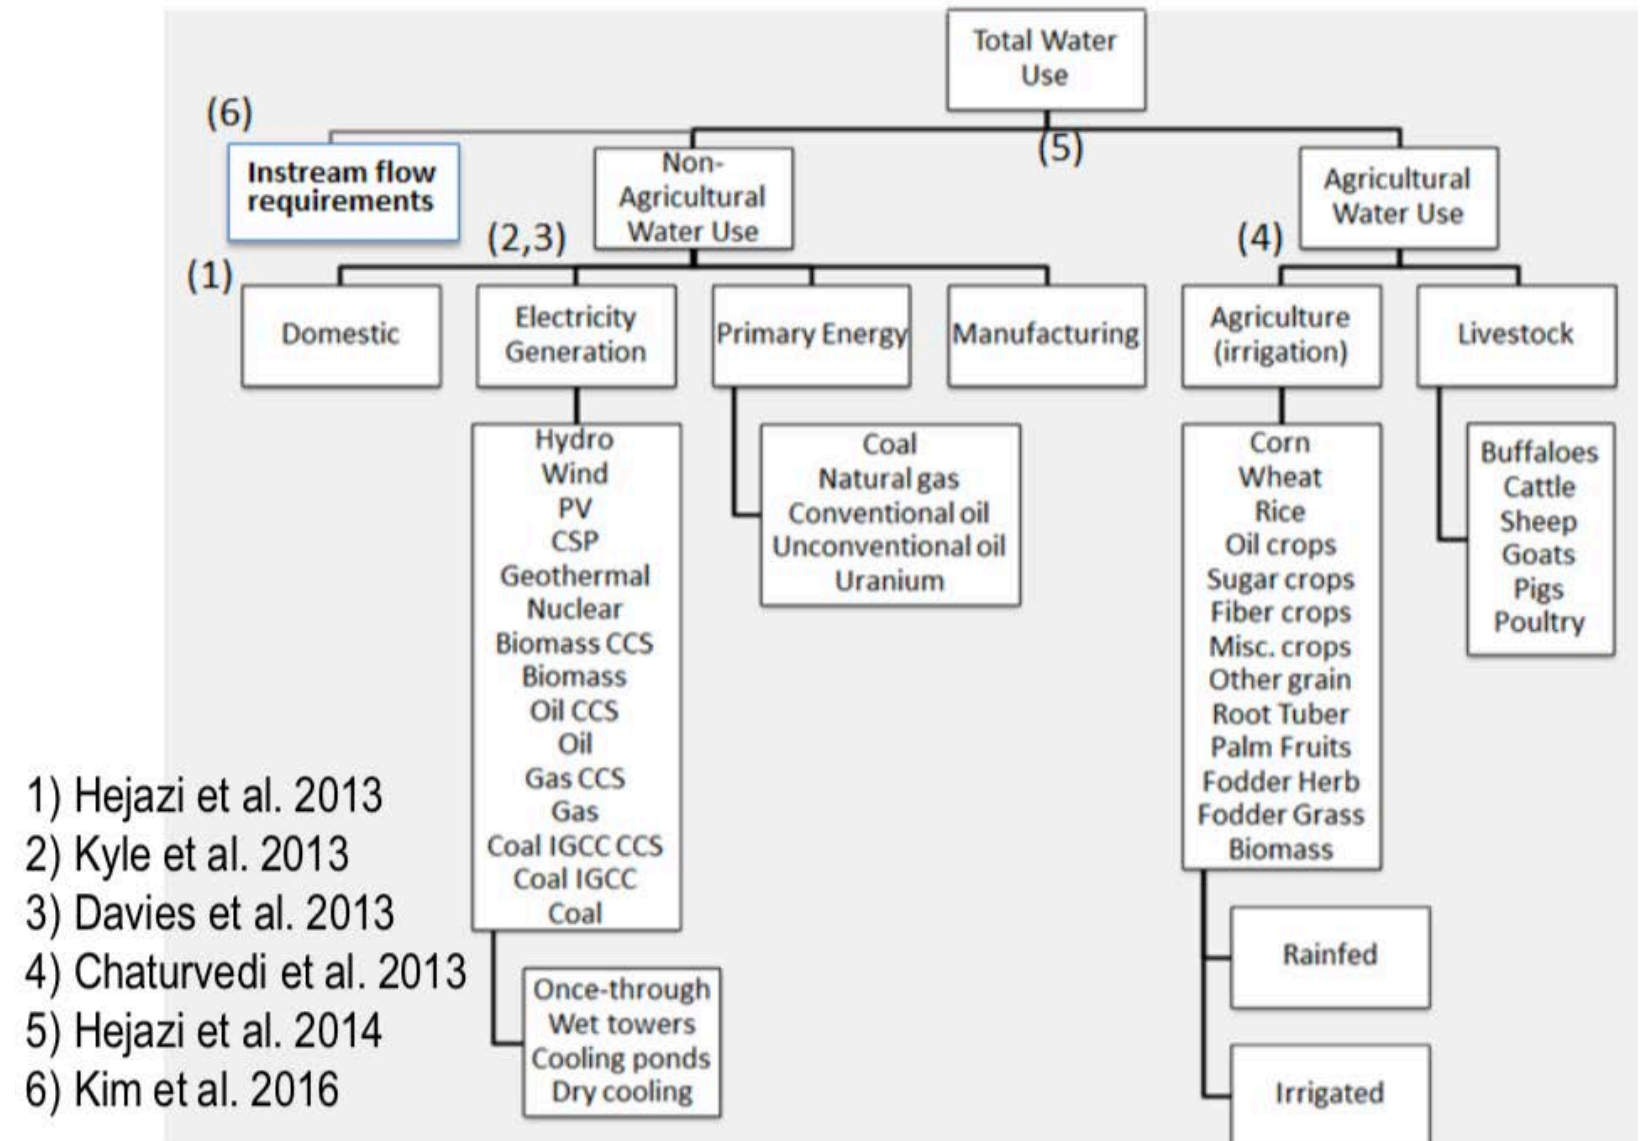 Total Water
Use
(6)
(5)
Instream flow
requirements
Non-
Agricultural
Water Use
Agricultural
Water Use
(2,3)
(4)
(1)
Domestic
Electricity
Generation
Primary Energy
Manufacturing
Agriculture
(irrigation)
Livestock
Hydro
Wind
PV
CSP
Geothermal
Nuclear
Biomass CCS
Biomass
Oil CCS
Oil
Gas CCS
Gas
Coal IGCC CCS
Coal IGCC
Coal
Coal
Natural gas
Conventional oil
Unconventional oil
Uranium
Corn
Wheat
Rice
Oil crops
Sugar crops
Fiber crops
Misc. crops
Other grain
Root Tuber
Palm Fruits
Fodder Herb
Fodder Grass
Biomass
Buffaloes
Cattle
Sheep
Goats
Pigs
Poultry
Once-through
Wet towers
Cooling ponds
Dry cooling
Rainfed
Irrigated
1) Hejazi et al. 2013
2) Kyle et al. 2013
3) Davies et al. 2013
4) Chaturvedi et al. 2013
5) Hejazi et al. 2014
6) Kim et al. 2016